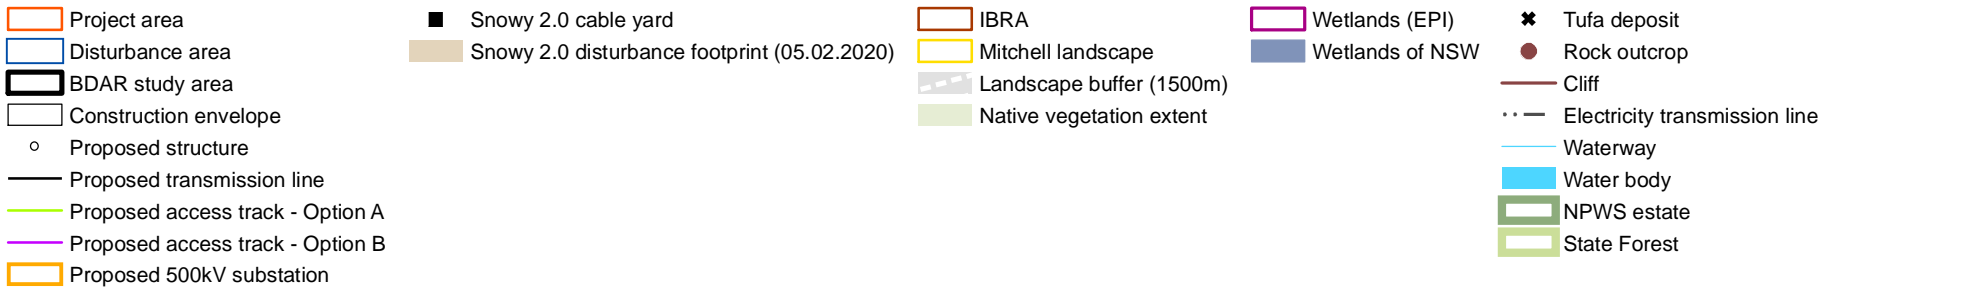 Project area
Disturbance area
BDAR study area
Construction envelope
Proposed structure
Proposed transmission line
Proposed access track - Option A
Proposed access track - Option B
Proposed 500kV substation
Snowy 2.0 cable yard
Snowy 2.0 disturbance footprint (05.02.2020)
IBRA
Mitchell landscape
Landscape buffer (1500m)
Native vegetation extent
Wetlands (EPI)
Wetlands of NSW
Tufa deposit
Rock outcrop
Cliff
Electricity transmission line
Waterway
Water body
NPWS estate
State Forest